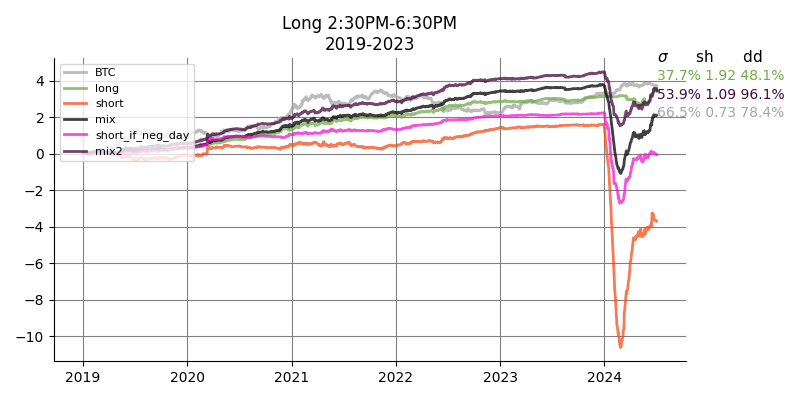 Long 2:30PM-6:30PM
2019-2023
σ sh dd
37.7% 1.92 48.1%
53.9% 1.09 96.1%
66.5% 0.73 78.4%
BTC
long
short
mix
short_if_neg_day
mix2
4
2
0
−2
−4
−6
−8
−10
2019 2020 2021 2022 2023 2024